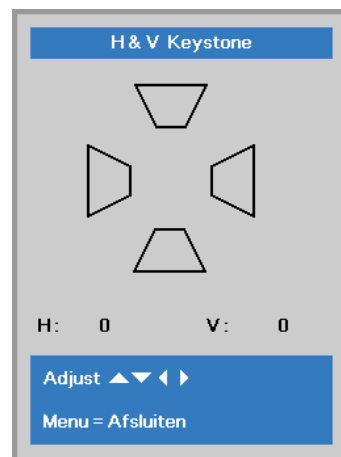 H & V Keystone
H: 0 V: 0
Adjust ▲▼◀▶
Menu = Afsluiten